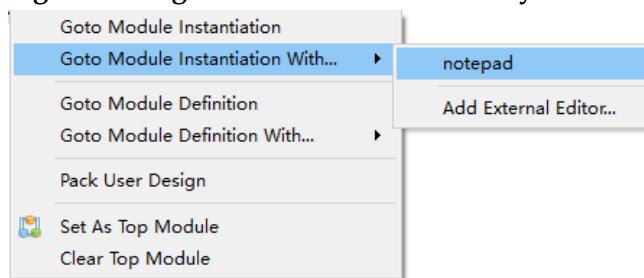 Goto Module Instantiation
Goto Module Instantiation With...
notepad
Add External Editor...
Goto Module Definition
Goto Module Definition With...
Pack User Design
Set As Top Module
Clear Top Module